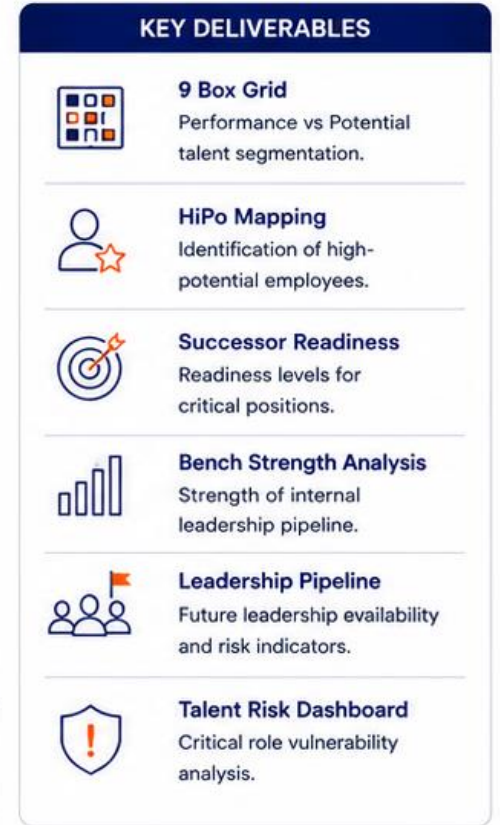 KEY DELIVERABLES
9 Box Grid
Performance vs Potential
talent segmentation.
HiPo Mapping
Identification of high-
potential employees.
Successor Readiness
Readiness levels for
critical positions.
Bench Strength Analysis
Strength of internal
leadership pipeline.
Leadership Pipeline
Future leadership evailability
and risk indicators.
Talent Risk Dashboard
Critical role vulnerability
analysis.